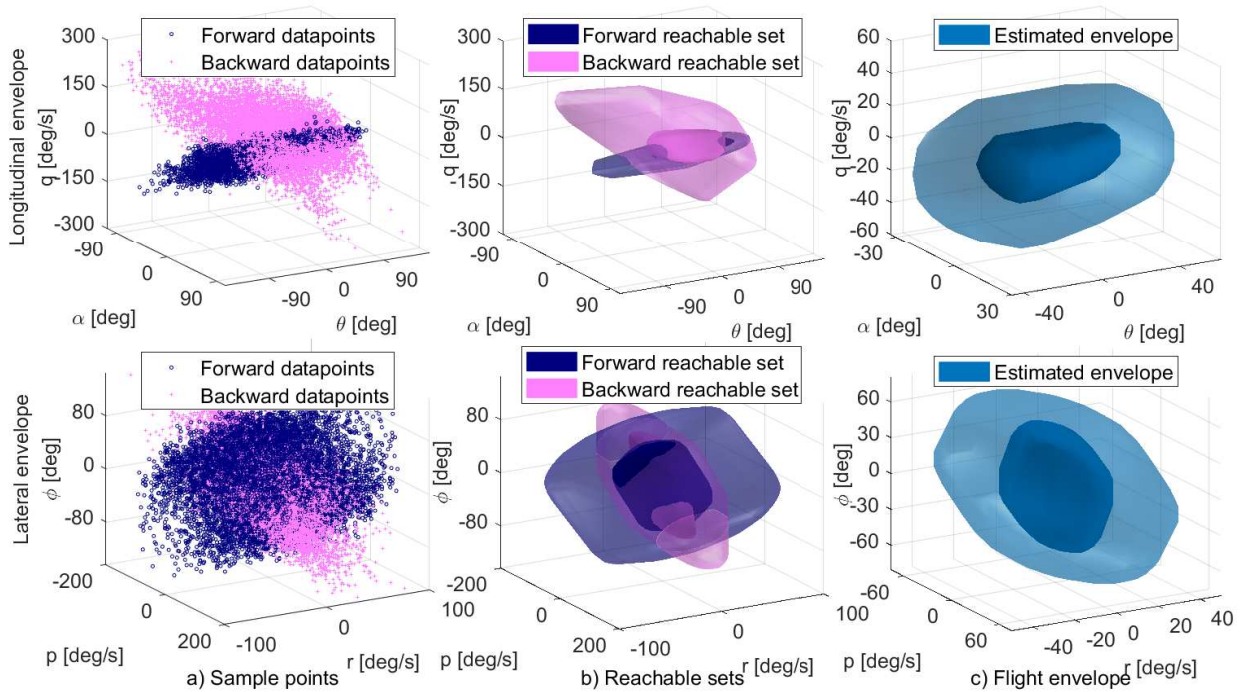 Longitudinal envelope
Forward datapoints
Backward datapoints
q [deg/s]
300
150
0
-150
-300
-90
0
90
α [deg]
-90
0
90
θ [deg]
Forward reachable set
Backward reachable set
q [deg/s]
300
150
0
-150
-300
-90
0
90
α [deg]
-90
0
90
θ [deg]
Estimated envelope
q [deg/s]
60
40
20
0
-20
-40
-60
-30
0
30
α [deg]
-40
0
40
θ [deg]
Lateral envelope
Forward datapoints
Backward datapoints
ϕ [deg]
80
0
-80
-200
0
200
p [deg/s]
-100
0
100
r [deg/s]
a) Sample points
Forward reachable set
Backward reachable set
ϕ [deg]
80
0
-80
-200
0
200
p [deg/s]
-100
0
100
r [deg/s]
b) Reachable sets
Estimated envelope
ϕ [deg]
60
30
0
-30
-60
-60
0
60
p [deg/s]
-40
-20
0
20
40
r [deg/s]
c) Flight envelope